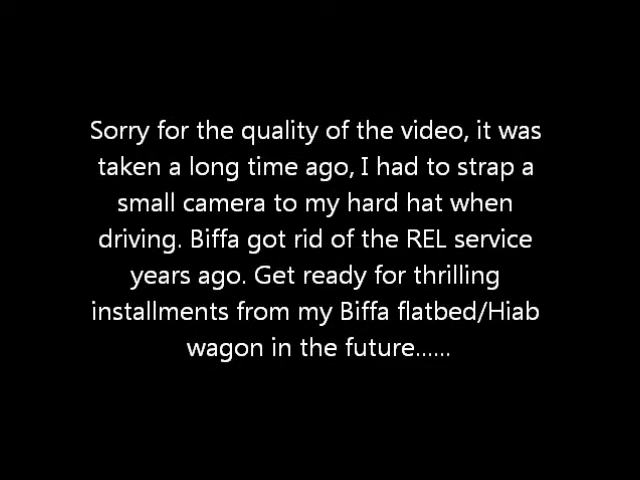 Sorry for the quality of the video, it was
taken a long time ago, I had to strap a
small camera to my hard hat when
driving. Biffa got rid of the REL service
years ago. Get ready for thrilling
installments from my Biffa flatbed/Hiab
wagon in the future......